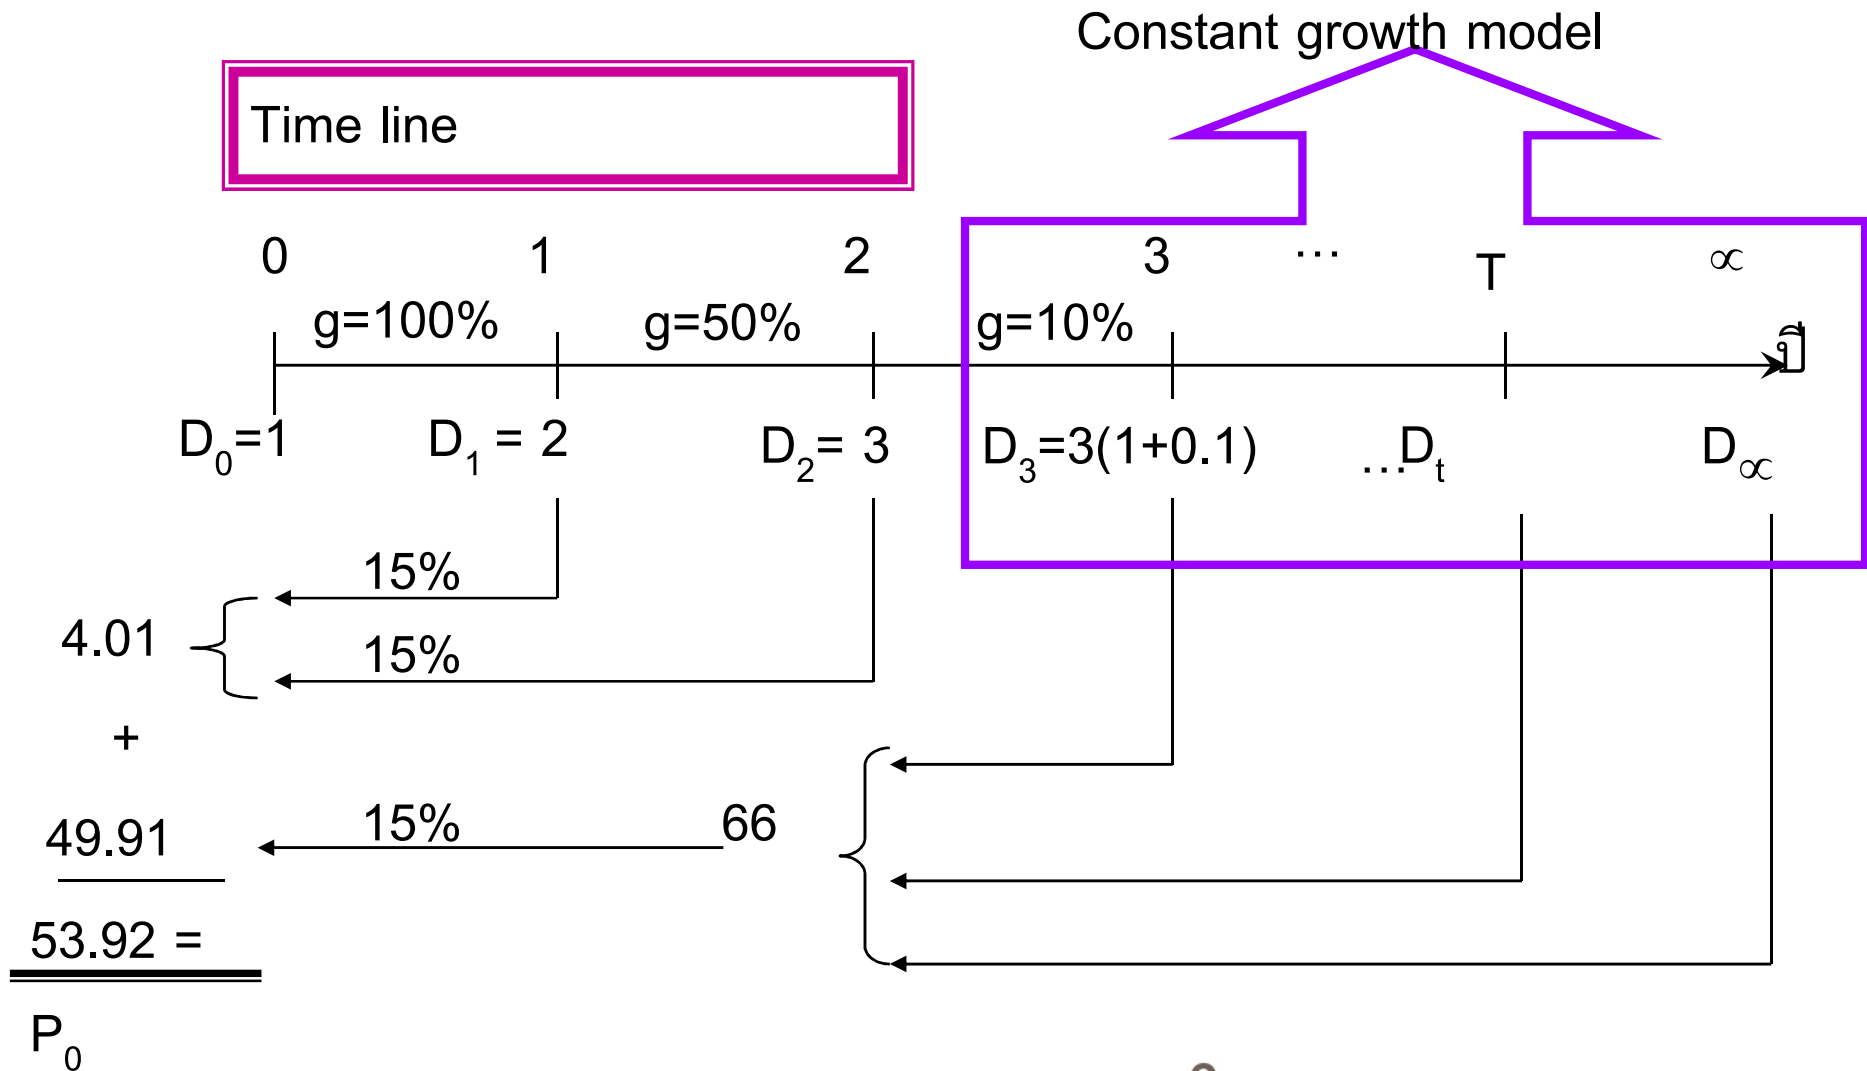 Constant growth model
Time line
0 1 2 3 … T ∝
g=100% g=50% g=10% ปี
D₀=1 D₁ = 2 D₂= 3 D₃=3(1+0.1) …Dₜ D∝
15%
4.01
15%
+
49.91 15% 66
53.92 =
P₀